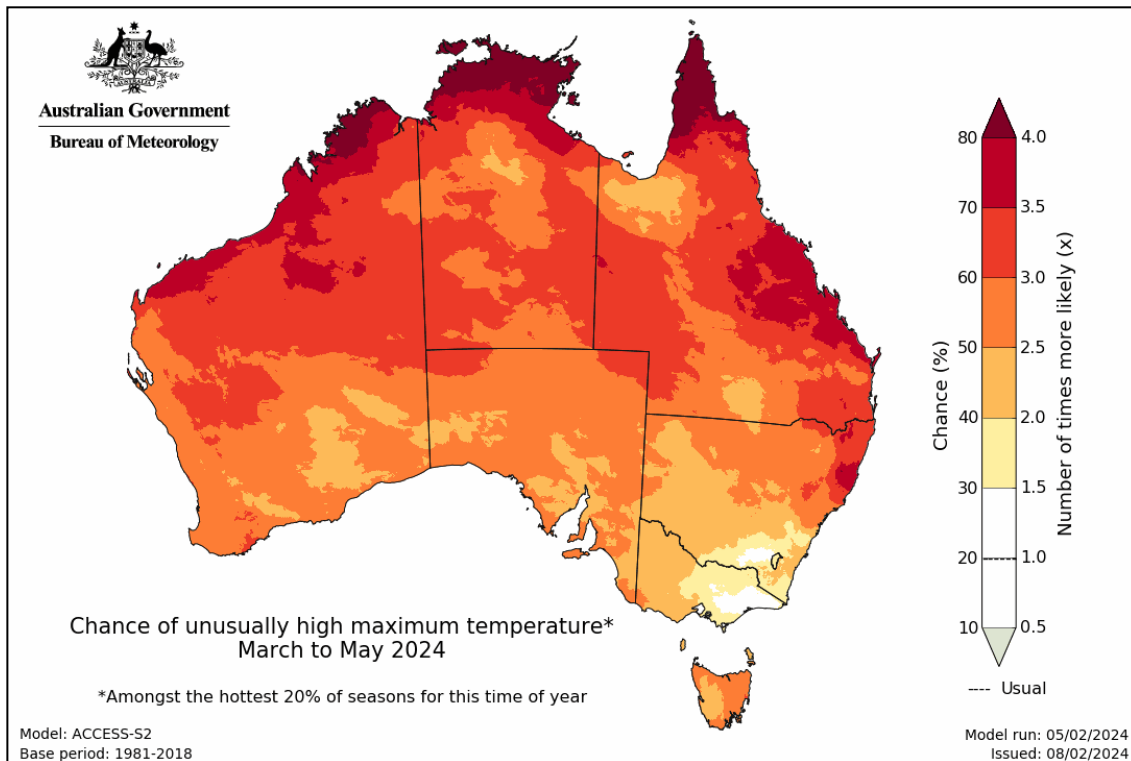 Australian Government
Bureau of Meteorology
Chance of unusually high maximum temperature*
March to May 2024
*Amongst the hottest 20% of seasons for this time of year
Model: ACCESS-S2
Base period: 1981-2018
Chance (%)
80
70
60
50
40
30
20
10
4.0
3.5
3.0
2.5
2.0
1.5
1.0
0.5
Number of times more likely (x)
---- Usual
Model run: 05/02/2024
Issued: 08/02/2024